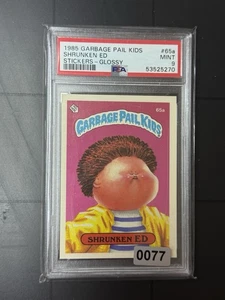 1985 GARBAGE PAIL KIDS #65a
SHRUNKEN ED MINT
STICKERS - GLOSSY 9
PSA 53525270
65a
GARBAGE PAIL KIDS
SHRUNKEN ED
0077